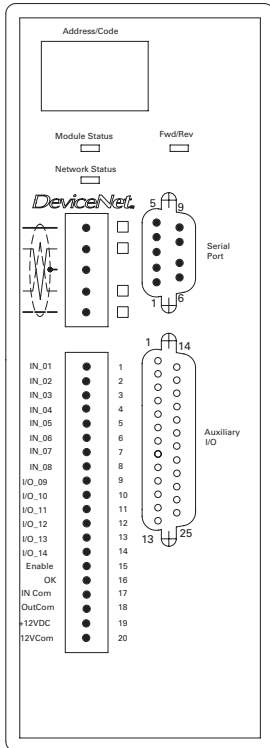 Address/Code
Module Status
Fwd/Rev
Network Status
DeviceNet.
5 9
Serial
Port
1 6
1 14
IN_01 1
IN_02 2
IN_03 3
IN_04 4
IN_05 5
IN_06 6
IN_07 7
IN_08 8
I/O_09 9
I/O_10 10
I/O_11 11
I/O_12 12
I/O_13 13
I/O_14 14
Enable 15
OK 16
IN Com 17
OutCom 18
+12VDC 19
12VCom 20
Auxiliary
I/O
13 25